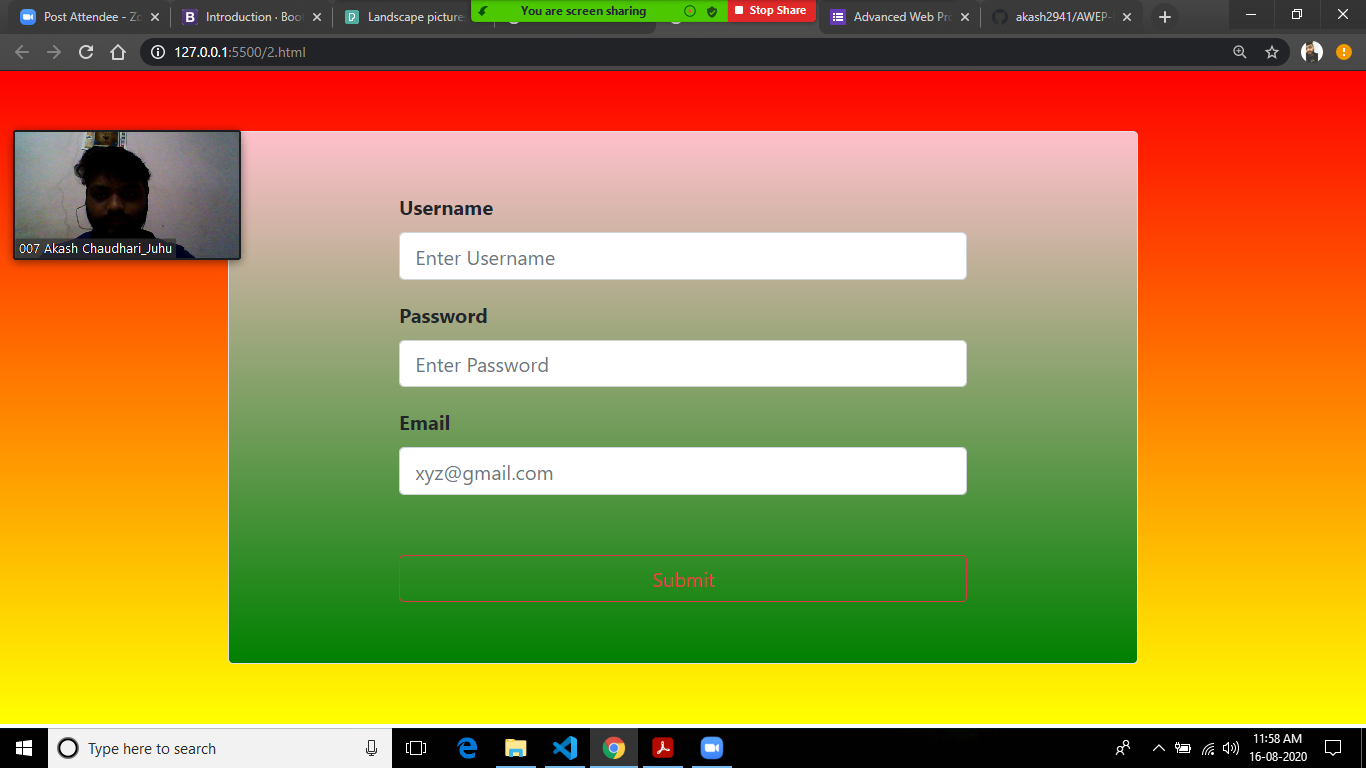 Post Attendee - Zo
Introduction · Boo
Landscape picture
You are screen sharing
Stop Share
Advanced Web Pro
akash2941/AWEP-
127.0.0.1:5500/2.html
007 Akash Chaudhari_Juhu
Username
Enter Username
Password
Enter Password
Email
xyz@gmail.com
Submit
Type here to search
11:58 AM
16-08-2020